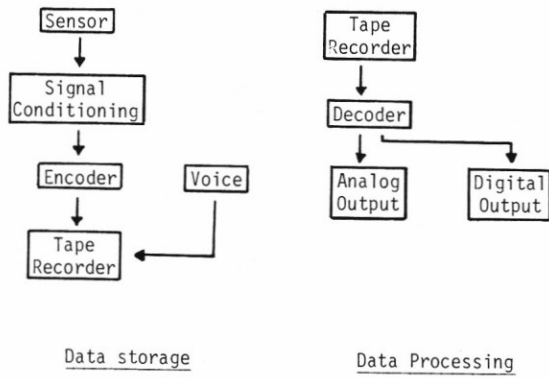 Sensor
Signal
Conditioning
Encoder
Voice
Tape
Recorder
Data storage
Tape
Recorder
Decoder
Analog
Output
Digital
Output
Data Processing